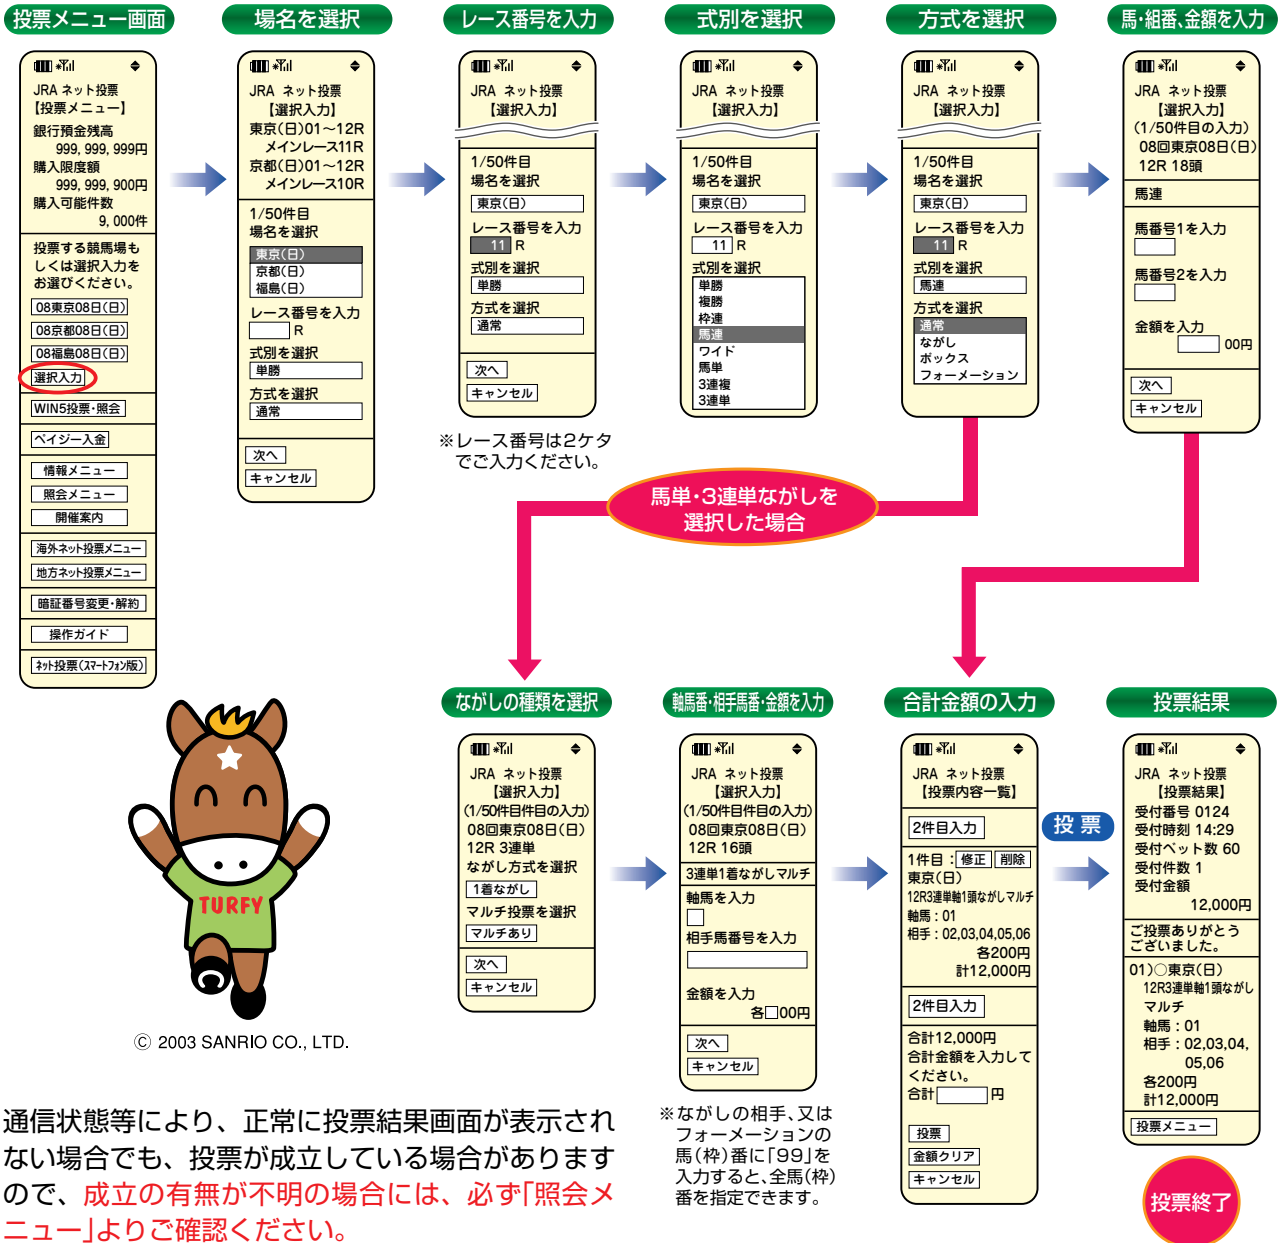 投票メニュー画面
JRA ネット投票
【投票メニュー】
銀行預金残高
999,999,999円
購入限度額
999,999,900円
購入可能件数
9,000件
投票する競馬場も
しくは選択入力を
お選びください。
08東京08日(日)
08京都08日(日)
08福島08日(日)
選択入力
WIN5投票・照会
ペイジー入金
情報メニュー
照会メニュー
開催案内
海外ネット投票メニュー
地方ネット投票メニュー
暗証番号変更・解約
操作ガイド
ネット投票(スマートフォン版)
場名を選択
JRA ネット投票
【選択入力】
東京(日)01〜12R
メインレース11R
京都(日)01〜12R
メインレース10R
1/50件目
場名を選択
東京(日)
京都(日)
福島(日)
レース番号を入力
R
式別を選択
単勝
方式を選択
通常
次へ
キャンセル
レース番号を入力
JRA ネット投票
【選択入力】
1/50件目
場名を選択
東京(日)
レース番号を入力
11 R
式別を選択
単勝
方式を選択
通常
次へ
キャンセル
※レース番号は2ケタ
でご入力ください。
式別を選択
JRA ネット投票
【選択入力】
1/50件目
場名を選択
東京(日)
レース番号を入力
11 R
式別を選択
単勝
複勝
枠連
馬連
ワイド
馬単
3連複
3連単
方式を選択
JRA ネット投票
【選択入力】
1/50件目
場名を選択
東京(日)
レース番号を入力
11 R
式別を選択
馬連
方式を選択
通常
ながし
ボックス
フォーメーション
馬・組番、金額を入力
JRA ネット投票
【選択入力】
(1/50件目の入力)
08回東京08日(日)
12R 18頭
馬連
馬番号1を入力
馬番号2を入力
金額を入力
00円
次へ
キャンセル
馬単・3連単ながしを
選択した場合
ながしの種類を選択
JRA ネット投票
【選択入力】
(1/50件目件目の入力)
08回東京08日(日)
12R 3連単
ながし方式を選択
1着ながし
マルチ投票を選択
マルチあり
次へ
キャンセル
軸馬番・相手馬番・金額を入力
JRA ネット投票
【選択入力】
(1/50件目件目の入力)
08回東京08日(日)
12R 16頭
3連単1着ながしマルチ
軸馬を入力
相手馬番号を入力
金額を入力
各□00円
次へ
キャンセル
※ながしの相手、又は
フォーメーションの
馬(枠)番に「99」を
入力すると、全馬(枠)
番を指定できます。
合計金額の入力
JRA ネット投票
【投票内容一覧】
2件目入力
1件目:修正 削除
東京(日)
12R3連単軸1頭ながしマルチ
軸馬:01
相手:02,03,04,05,06
各200円
計12,000円
2件目入力
合計12,000円
合計金額を入力して
ください。
合計 円
投票
金額クリア
キャンセル
投票
投票結果
JRA ネット投票
【投票結果】
受付番号 0124
受付時刻 14:29
受付ベット数 60
受付件数 1
受付金額
12,000円
ご投票ありがとう
ございました。
01)○東京(日)
12R3連単軸1頭ながし
マルチ
軸馬:01
相手:02,03,04,
05,06
各200円
計12,000円
投票メニュー
投票終了
TURFY
© 2003 SANRIO CO., LTD.
通信状態等により、正常に投票結果画面が表示され
ない場合でも、投票が成立している場合があります
ので、成立の有無が不明の場合には、必ず「照会メ
ニュー」よりご確認ください。